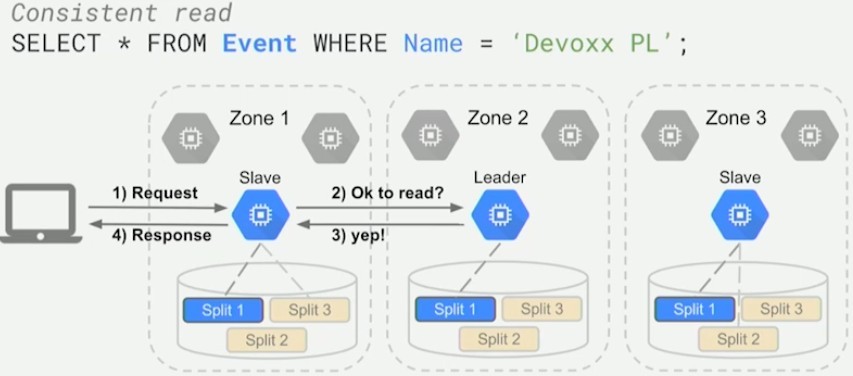 Consistent read
SELECT * FROM Event WHERE Name = ‘Devoxx PL’;
Zone 1
Zone 2
Zone 3
Slave
Leader
Slave
1) Request
2) Ok to read?
4) Response
3) yep!
Split 1
Split 3
Split 2
Split 1
Split 3
Split 2
Split 1
Split 3
Split 2